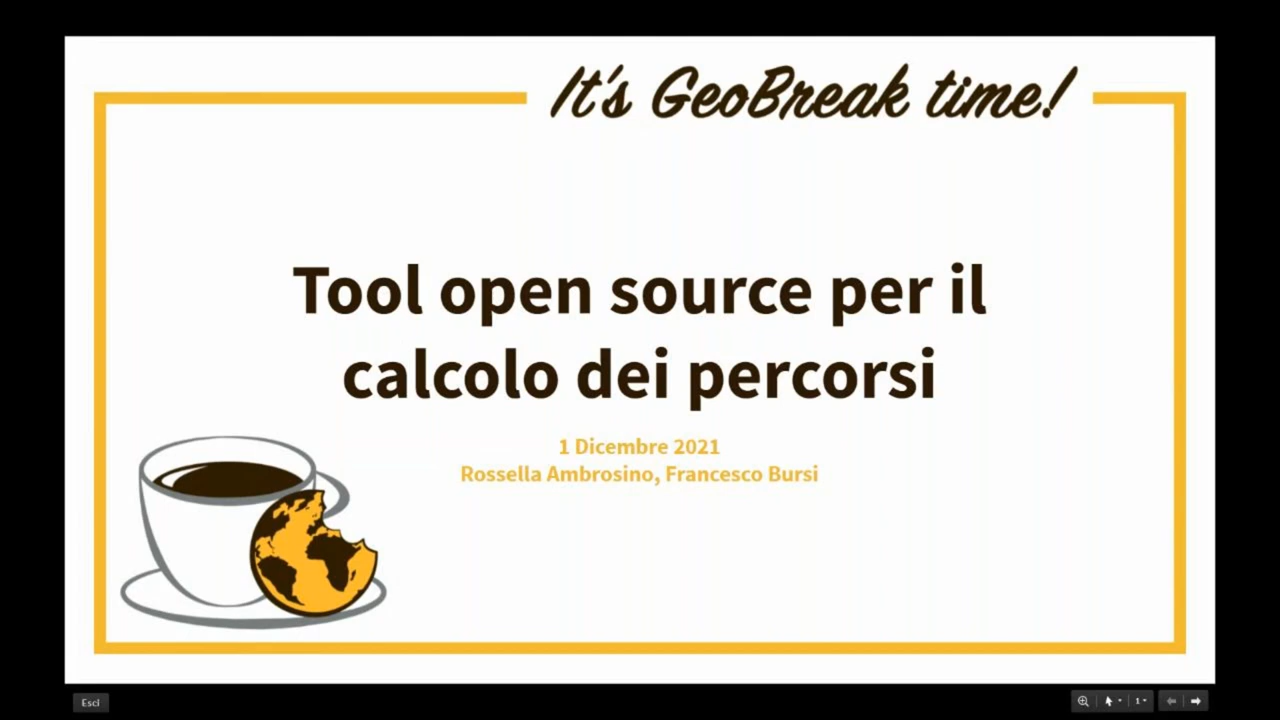 It's GeoBreak time!
Tool open source per il
calcolo dei percorsi
1 Dicembre 2021
Rossella Ambrosino, Francesco Bursi
Esci
1